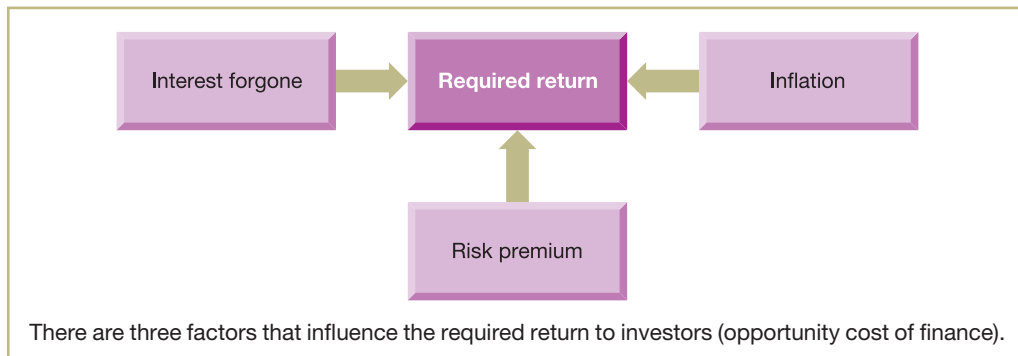 Interest forgone
Required return
Inflation
Risk premium
There are three factors that influence the required return to investors (opportunity cost of finance).